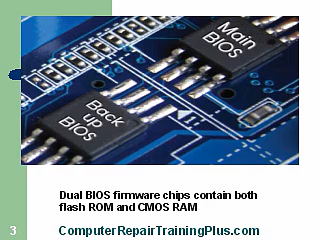 Main
BIOS
Back
up
BIOS
Dual BIOS firmware chips contain both
flash ROM and CMOS RAM
3
ComputerRepairTrainingPlus.com